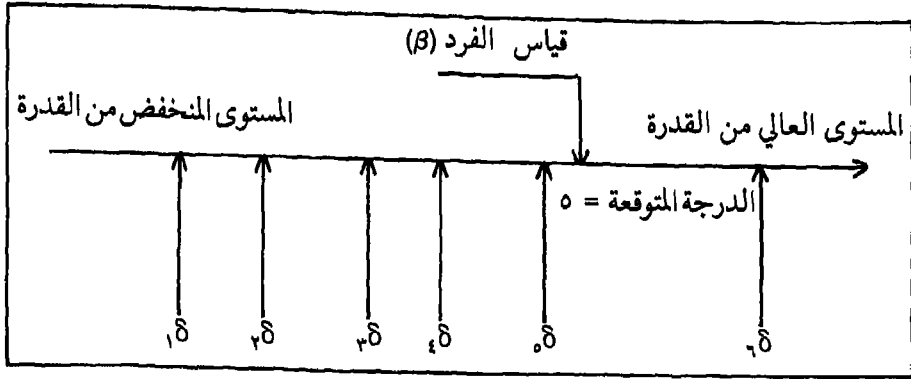 قياس الفرد (β)
المستوى المنخفض من القدرة
المستوى العالي من القدرة
الدرجة المتوقعة = ٥
δ١ δ٢ δ٣ δ٤ δ٥ δ٦